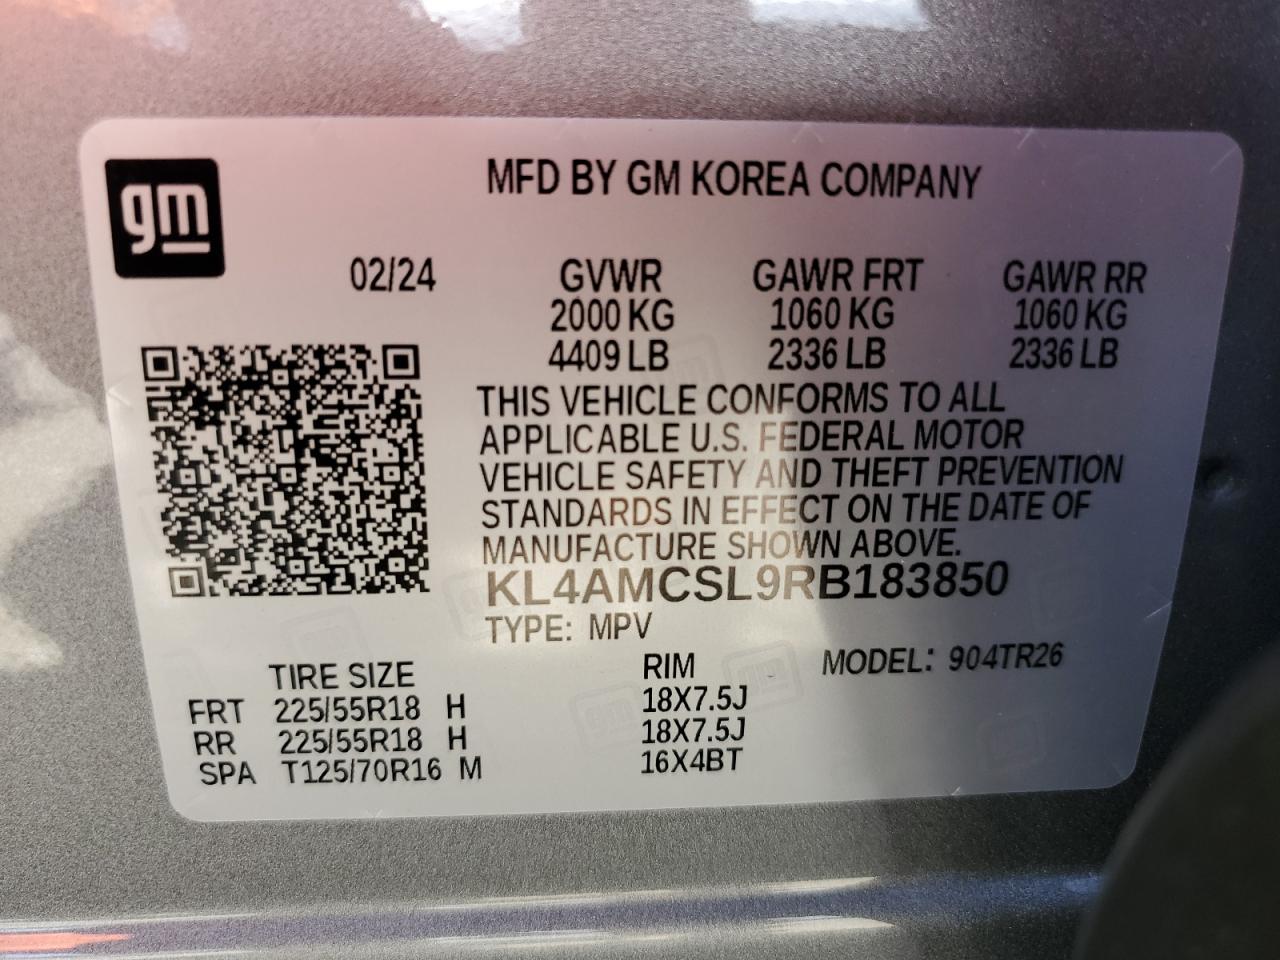 gm
MFD BY GM KOREA COMPANY
02/24 GVWR GAWR FRT GAWR RR
2000 KG 1060 KG 1060 KG
4409 LB 2336 LB 2336 LB
THIS VEHICLE CONFORMS TO ALL
APPLICABLE U.S. FEDERAL MOTOR
VEHICLE SAFETY AND THEFT PREVENTION
STANDARDS IN EFFECT ON THE DATE OF
MANUFACTURE SHOWN ABOVE.
KL4AMCSL9RB183850
TYPE: MPV
TIRE SIZE RIM MODEL: 904TR26
FRT 225/55R18 H 18X7.5J
RR 225/55R18 H 18X7.5J
SPA T125/70R16 M 16X4BT